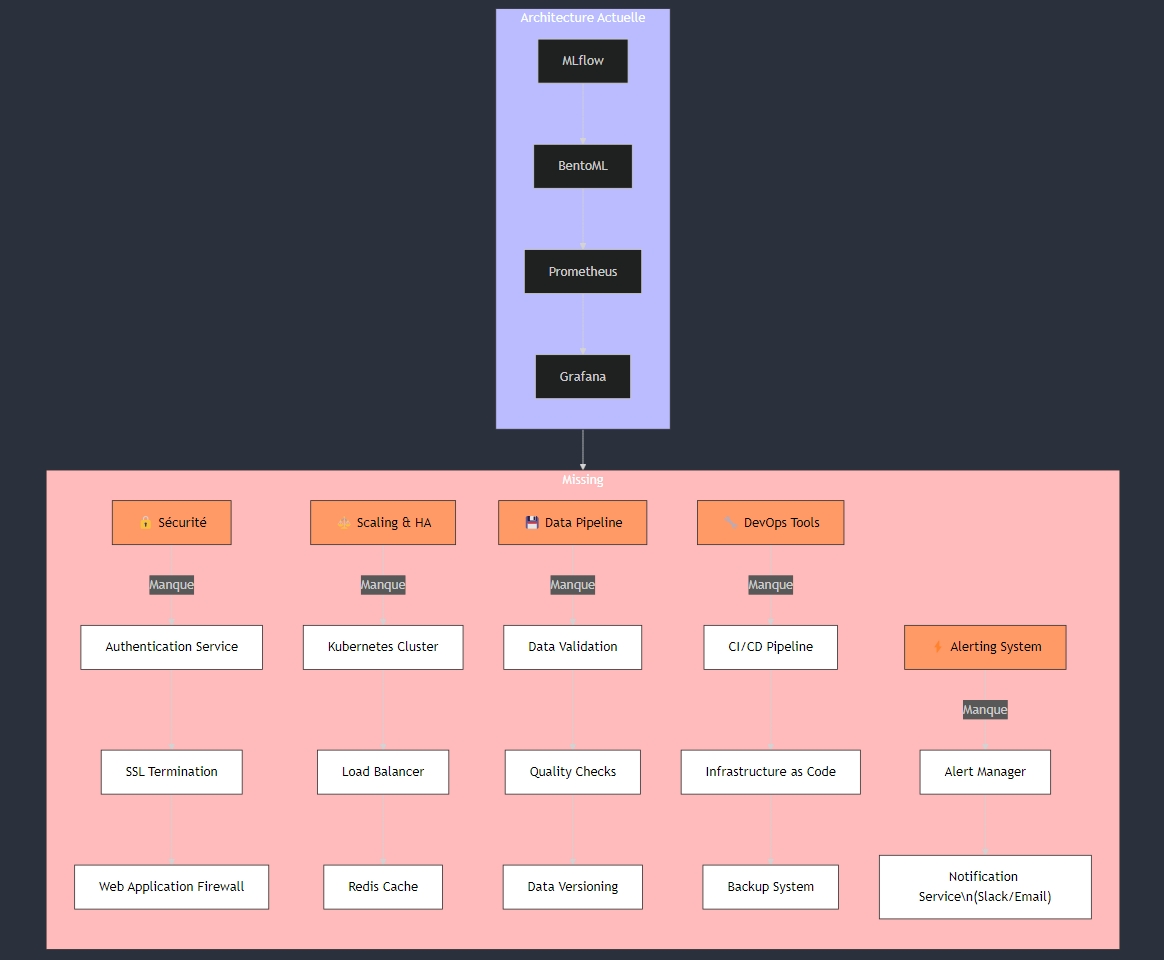 Architecture Actuelle
MLflow
BentoML
Prometheus
Grafana
Missing
🔒 Sécurité
⚖️ Scaling & HA
💾 Data Pipeline
🔧 DevOps Tools
Manque
Manque
Manque
Manque
Authentication Service
Kubernetes Cluster
Data Validation
CI/CD Pipeline
⚡ Alerting System
Manque
SSL Termination
Load Balancer
Quality Checks
Infrastructure as Code
Alert Manager
Web Application Firewall
Redis Cache
Data Versioning
Backup System
Notification
Service\n(Slack/Email)